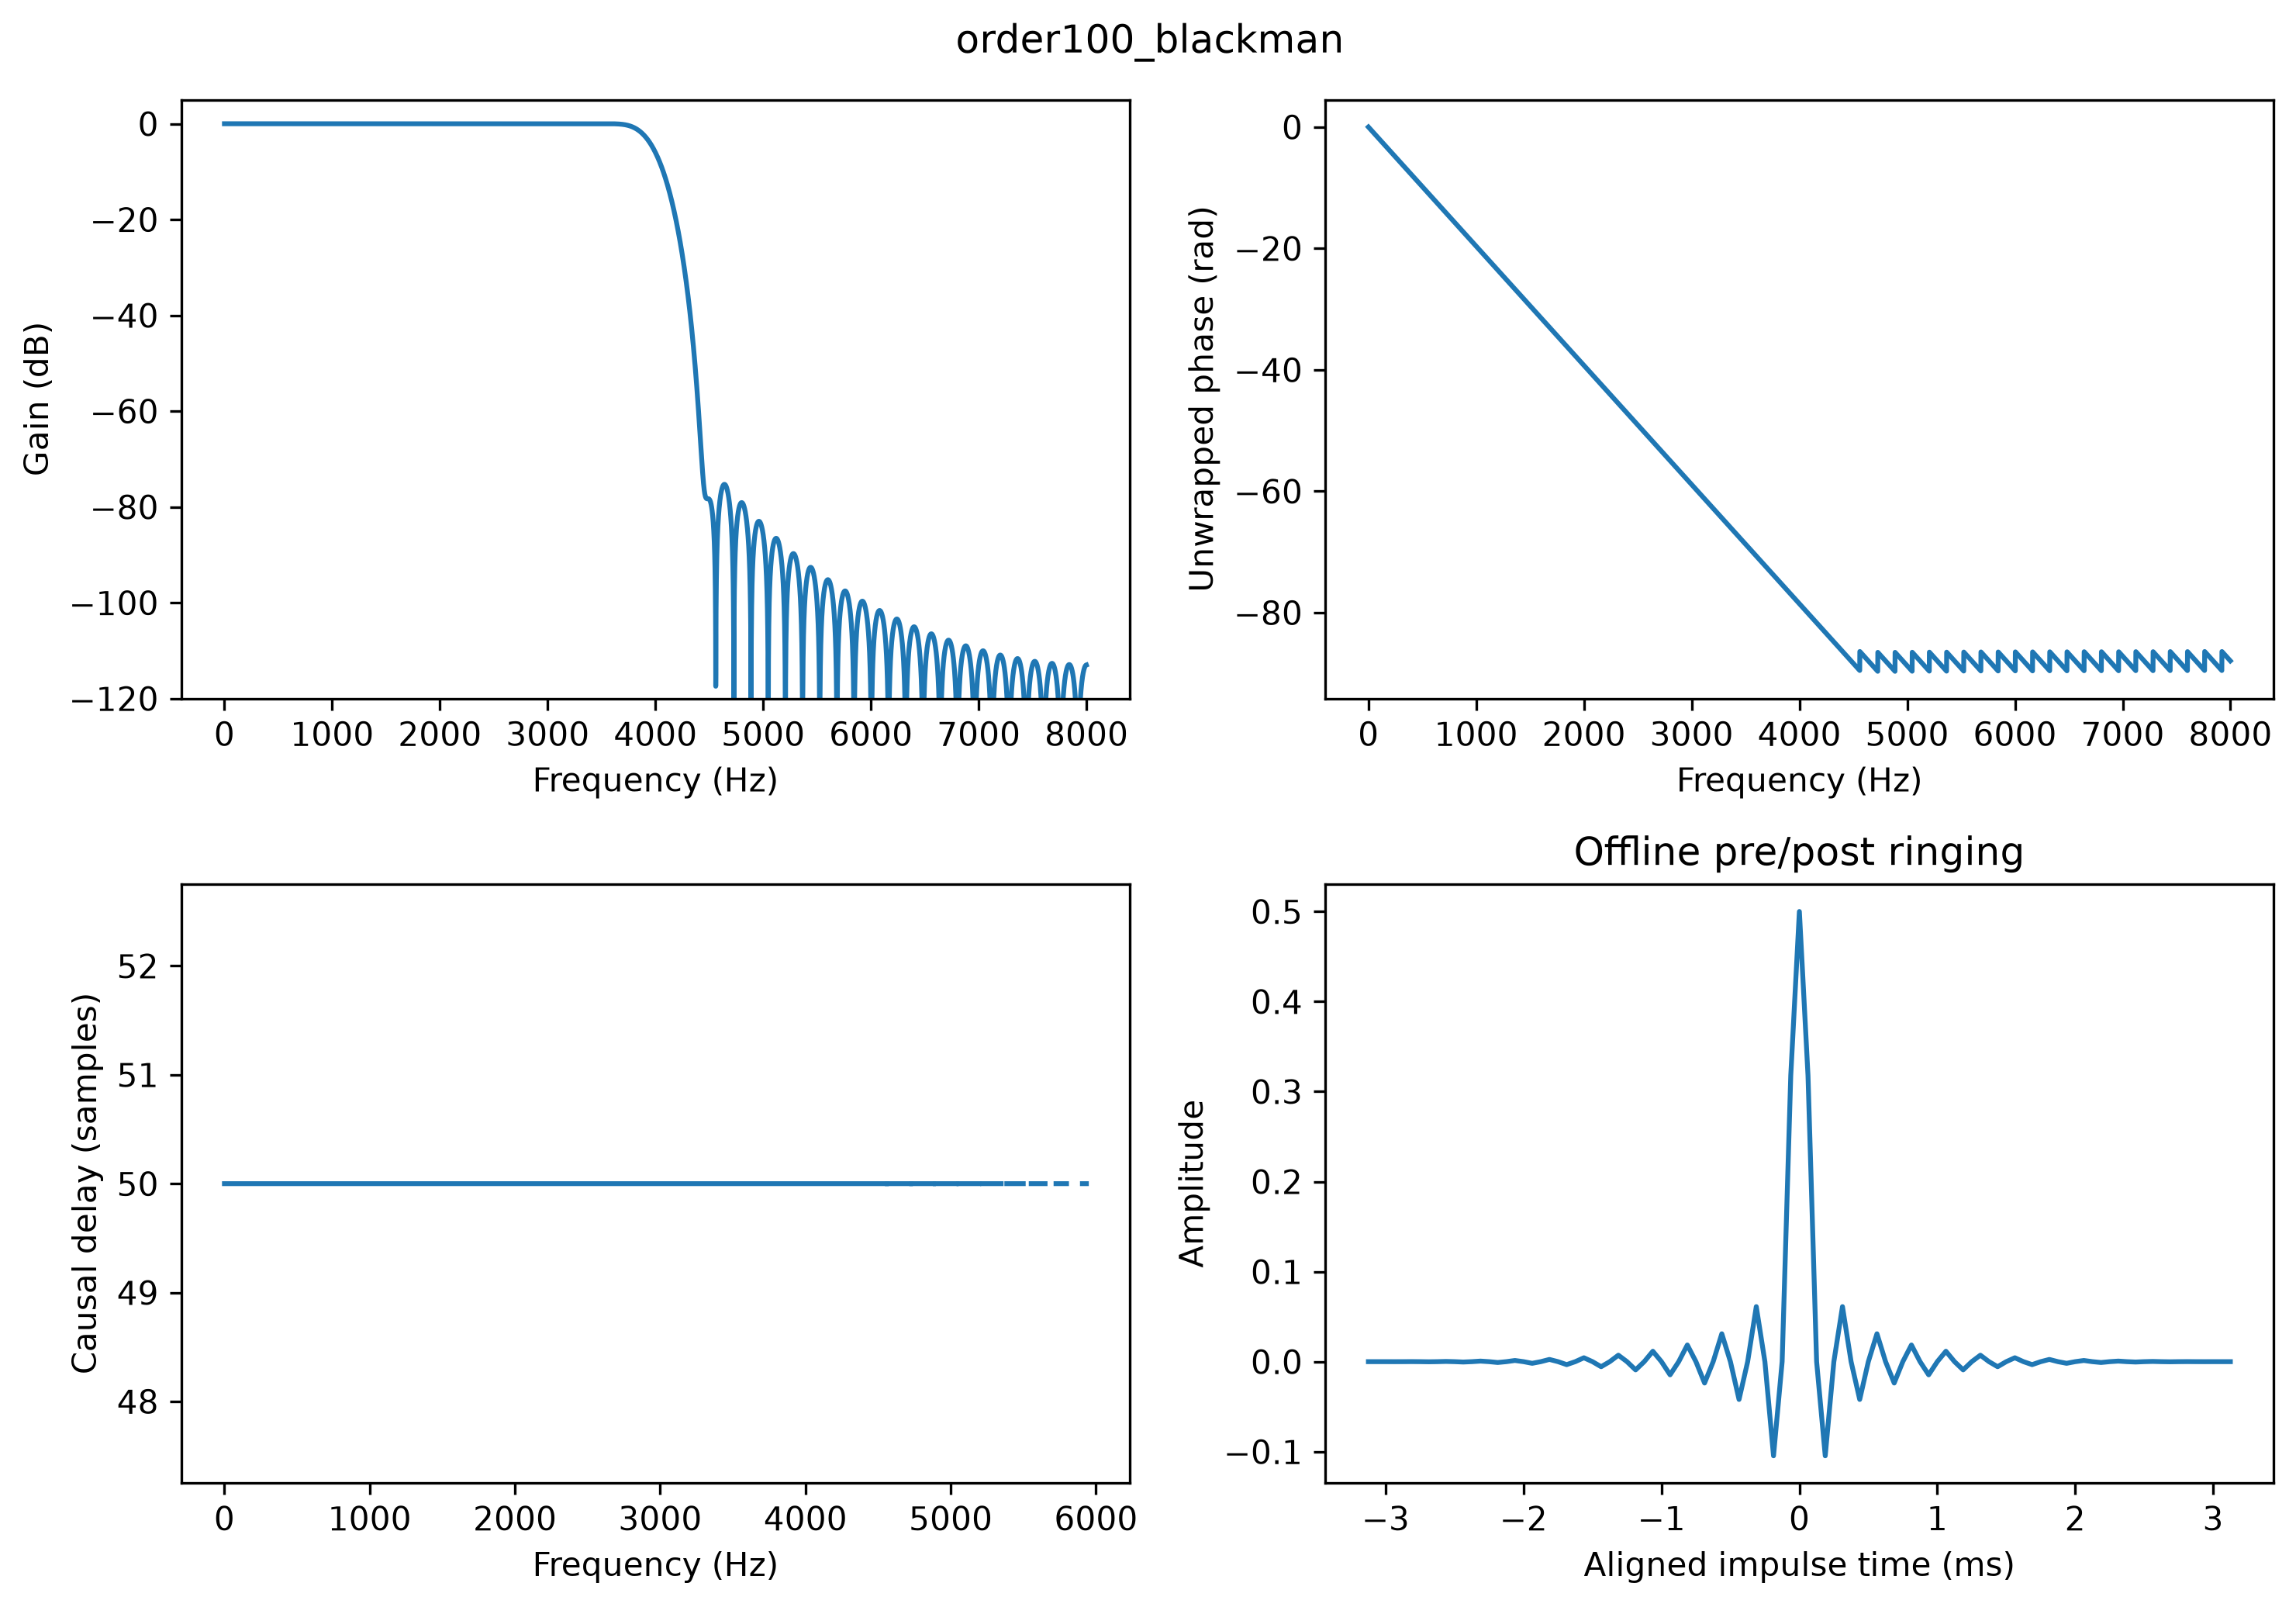 order100_blackman
0
−20
−40
−60
−80
−100
−120
Gain (dB)
0 1000 2000 3000 4000 5000 6000 7000 8000
Frequency (Hz)
0
−20
−40
−60
−80
Unwrapped phase (rad)
0 1000 2000 3000 4000 5000 6000 7000 8000
Frequency (Hz)
52
51
50
49
48
Causal delay (samples)
0 1000 2000 3000 4000 5000 6000
Frequency (Hz)
Offline pre/post ringing
0.5
0.4
0.3
0.2
0.1
0.0
−0.1
Amplitude
−3 −2 −1 0 1 2 3
Aligned impulse time (ms)